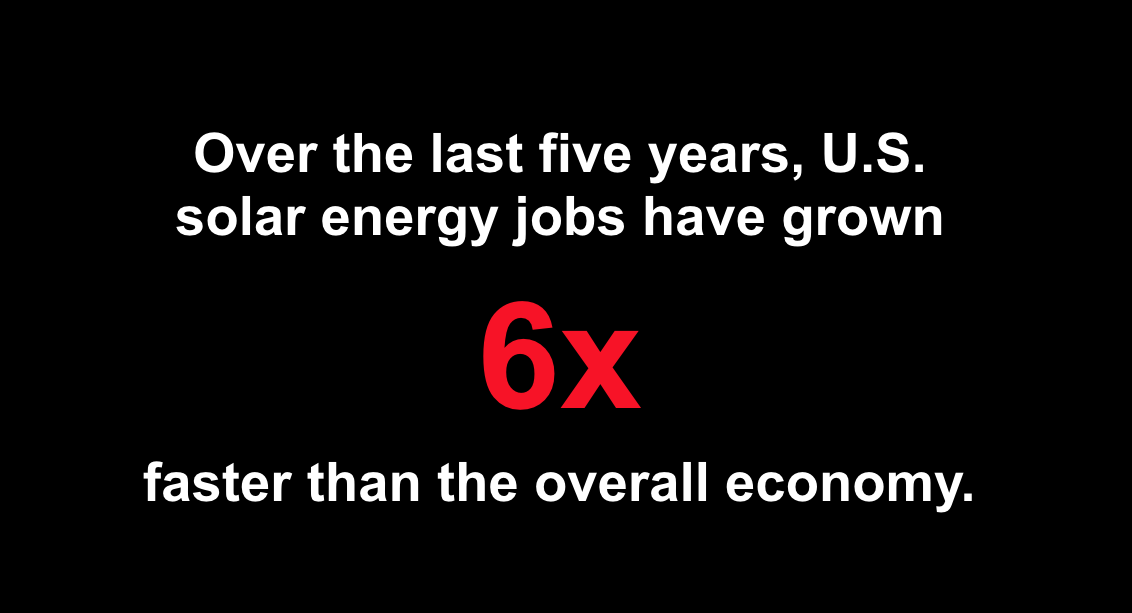 Over the last five years, U.S.
solar energy jobs have grown
6x
faster than the overall economy.